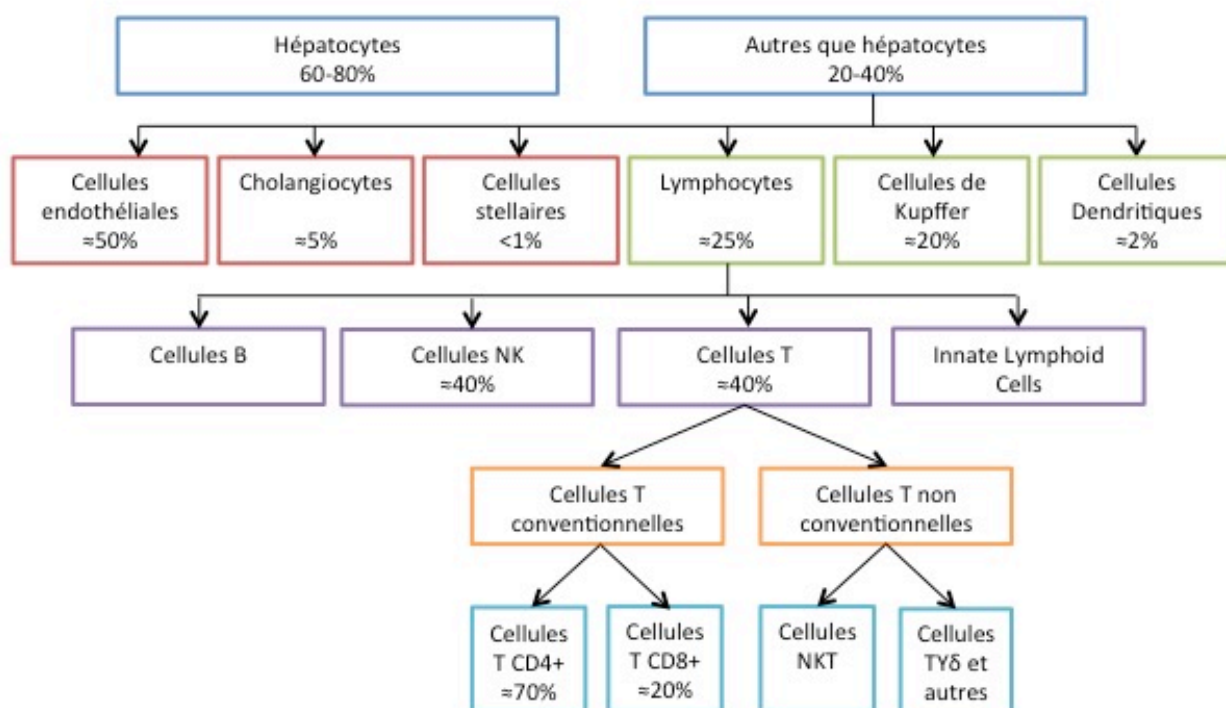 Hépatocytes
60-80%
Autres que hépatocytes
20-40%
Cellules
endothéliales
≈50%
Cholangiocytes
≈5%
Cellules
stellaires
<1%
Lymphocytes
≈25%
Cellules de
Kupffer
≈20%
Cellules
Dendritiques
≈2%
Cellules B
Cellules NK
≈40%
Cellules T
≈40%
Innate Lymphoid
Cells
Cellules T
conventionnelles
Cellules T non
conventionnelles
Cellules
T CD4+
≈70%
Cellules
T CD8+
≈20%
Cellules
NKT
Cellules
TYδ et
autres